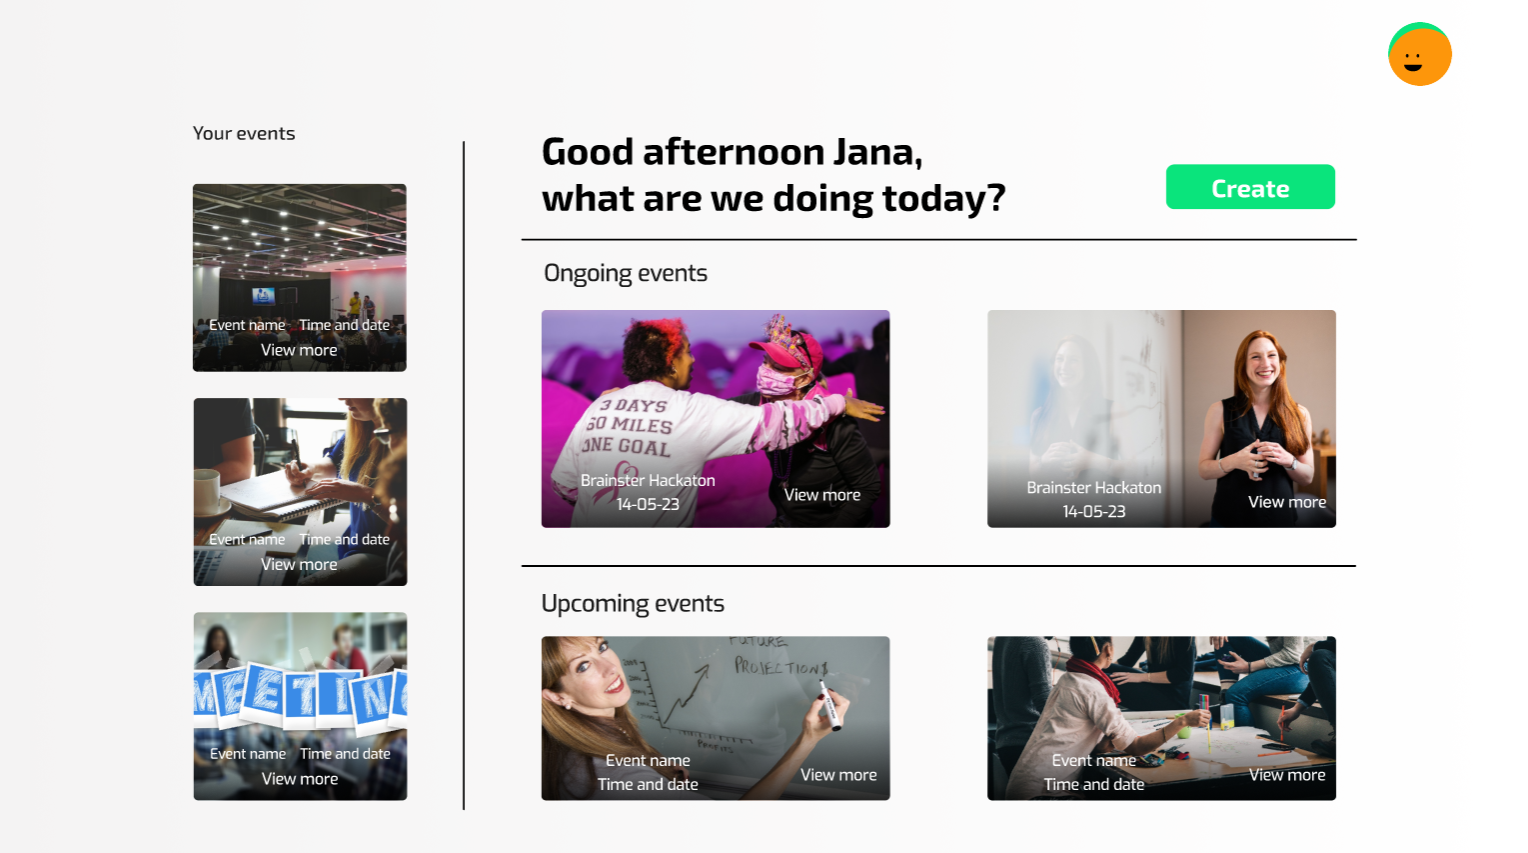 Your events
Event name Time and date
View more
Event name Time and date
View more
MEETING
Event name Time and date
View more
Good afternoon Jana,
what are we doing today?
Create
Ongoing events
3 DAYS
60 MILES
ONE GOAL
Brainster Hackaton
14-05-23
View more
Brainster Hackaton
14-05-23
View more
Upcoming events
FUTURE
PROJECTIONS
PROFITS
Event name
Time and date
View more
Event name
Time and date
View more